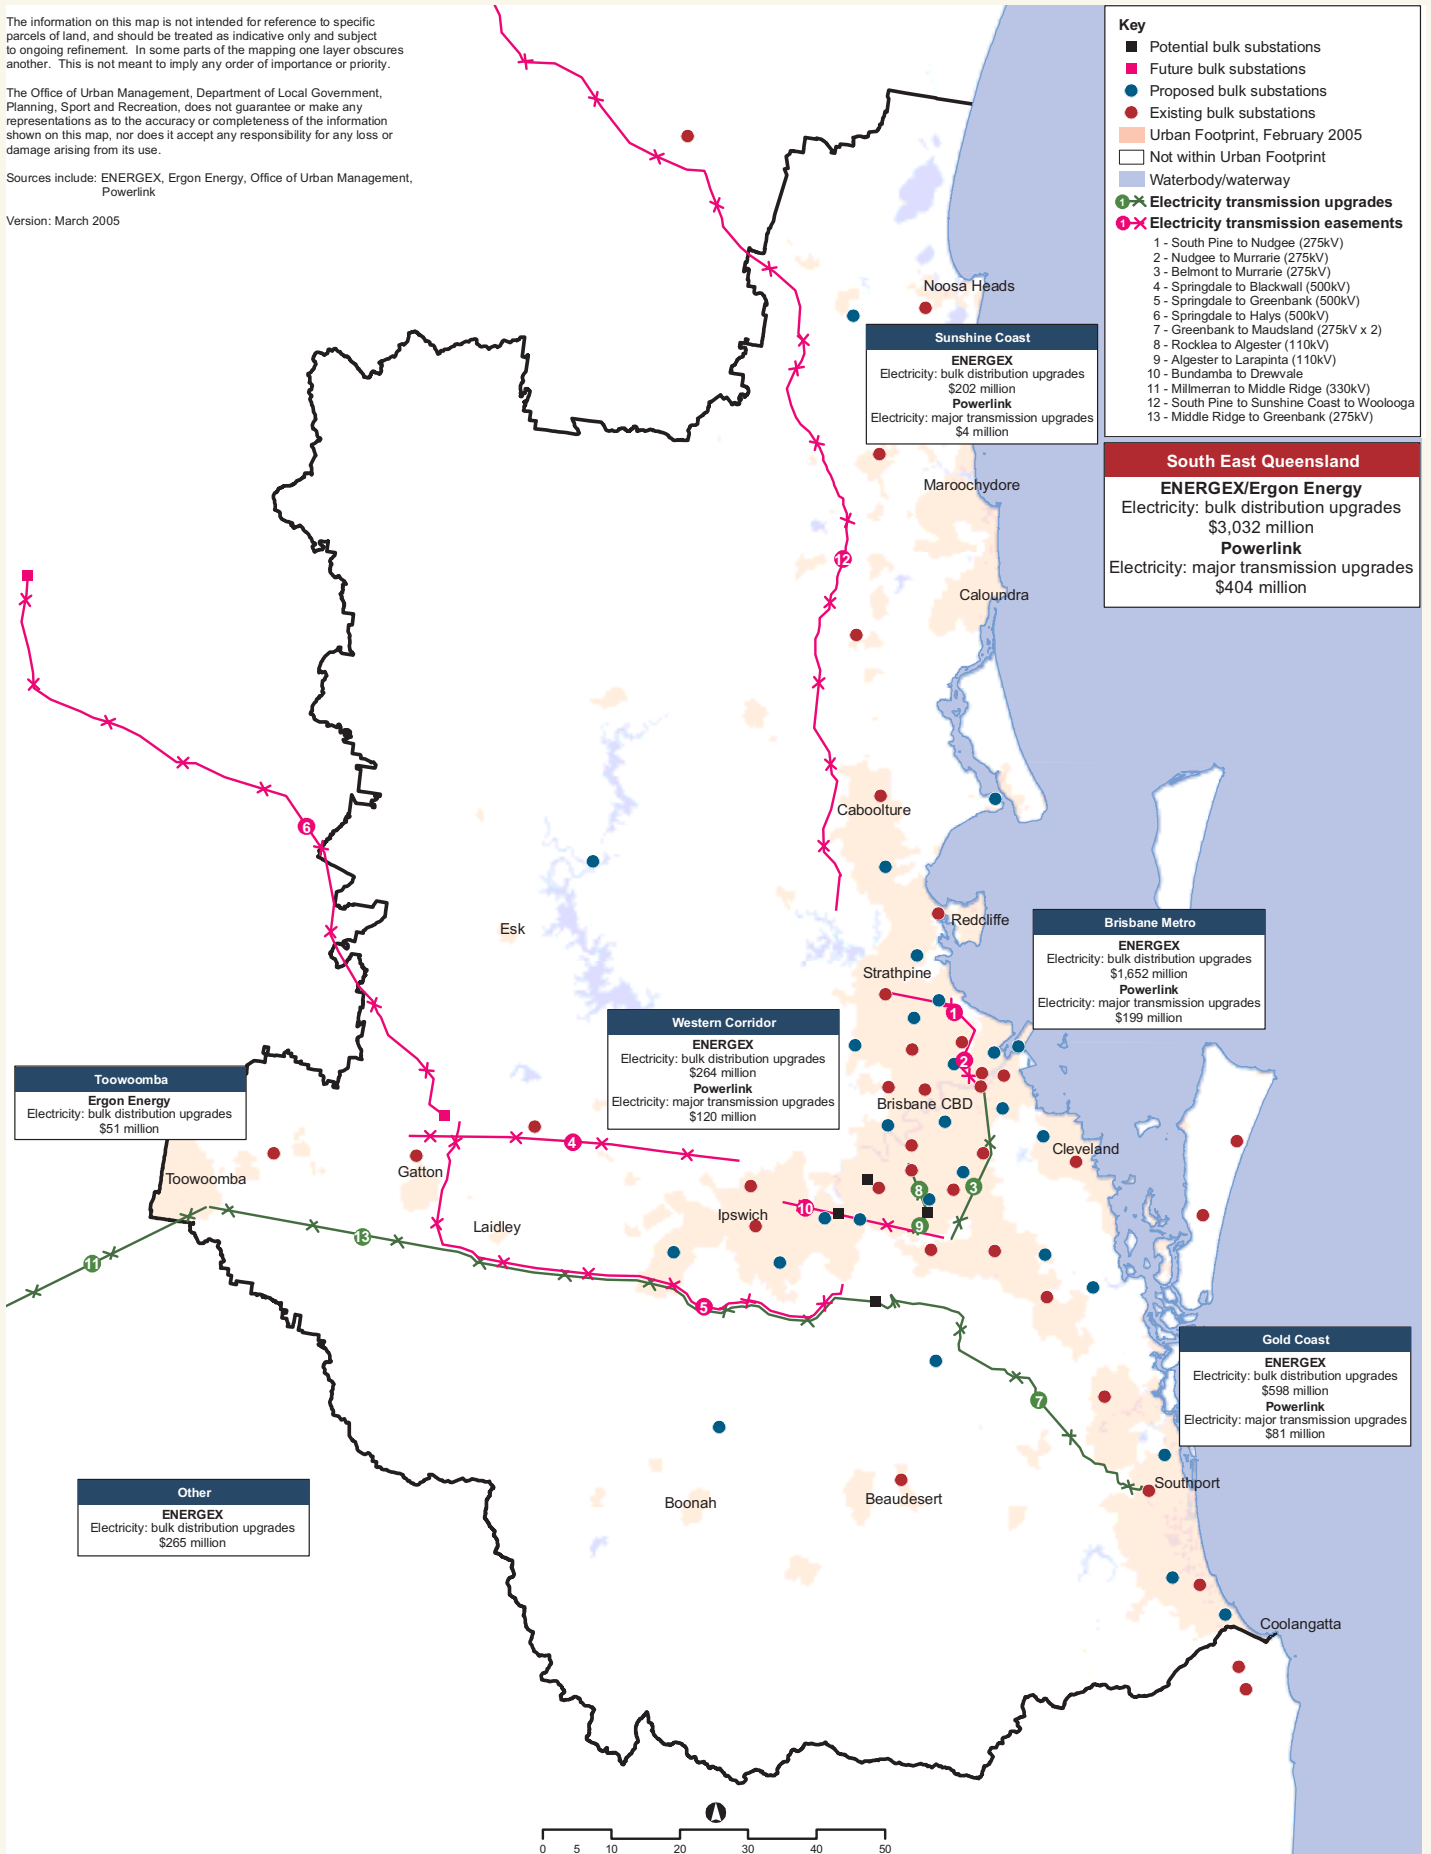 The information on this map is not intended for reference to specific
parcels of land, and should be treated as indicative only and subject
to ongoing refinement. In some parts of the mapping one layer obscures
another. This is not meant to imply any order of importance or priority.
The Office of Urban Management, Department of Local Government,
Planning, Sport and Recreation, does not guarantee or make any
representations as to the accuracy or completeness of the information
shown on this map, nor does it accept any responsibility for any loss or
damage arising from its use.
Sources include: ENERGEX, Ergon Energy, Office of Urban Management,
Powerlink
Version: March 2005
Key
Potential bulk substations
Future bulk substations
Proposed bulk substations
Existing bulk substations
Urban Footprint, February 2005
Not within Urban Footprint
Waterbody/waterway
1 Electricity transmission upgrades
1 Electricity transmission easements
1 - South Pine to Nudgee (275kV)
2 - Nudgee to Murrarie (275kV)
3 - Belmont to Murrarie (275kV)
4 - Springdale to Blackwall (500kV)
5 - Springdale to Greenbank (500kV)
6 - Springdale to Halys (500kV)
7 - Greenbank to Maudsland (275kV x 2)
8 - Rocklea to Algester (110kV)
9 - Algester to Larapinta (110kV)
10 - Bundamba to Drewvale
11 - Millmerran to Middle Ridge (330kV)
12 - South Pine to Sunshine Coast to Woolooga
13 - Middle Ridge to Greenbank (275kV)
South East Queensland
ENERGEX/Ergon Energy
Electricity: bulk distribution upgrades
$3,032 million
Powerlink
Electricity: major transmission upgrades
$404 million
Noosa Heads
Sunshine Coast
ENERGEX
Electricity: bulk distribution upgrades
$202 million
Powerlink
Electricity: major transmission upgrades
$4 million
Maroochydore
12
Caloundra
Caboolture
6
Esk
Redcliffe
Brisbane Metro
ENERGEX
Electricity: bulk distribution upgrades
$1,652 million
Powerlink
Electricity: major transmission upgrades
$199 million
Strathpine
1
2
Western Corridor
ENERGEX
Electricity: bulk distribution upgrades
$264 million
Powerlink
Electricity: major transmission upgrades
$120 million
Toowoomba
Ergon Energy
Electricity: bulk distribution upgrades
$51 million
Brisbane CBD
4
Cleveland
Gatton
Toowoomba
8
3
10
Ipswich
9
Laidley
13
11
5
Gold Coast
ENERGEX
Electricity: bulk distribution upgrades
$598 million
Powerlink
Electricity: major transmission upgrades
$81 million
7
Southport
Other
ENERGEX
Electricity: bulk distribution upgrades
$265 million
Boonah
Beaudesert
Coolangatta
0 5 10 20 30 40 50